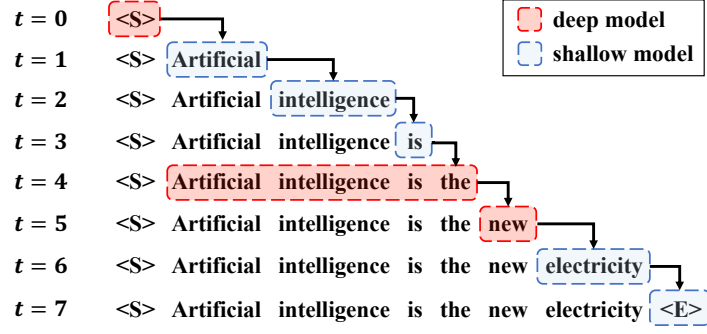 t = 0 <S>
t = 1 <S> Artificial
t = 2 <S> Artificial intelligence
t = 3 <S> Artificial intelligence is
t = 4 <S> Artificial intelligence is the
t = 5 <S> Artificial intelligence is the new
t = 6 <S> Artificial intelligence is the new electricity
t = 7 <S> Artificial intelligence is the new electricity <E>
deep model
shallow model